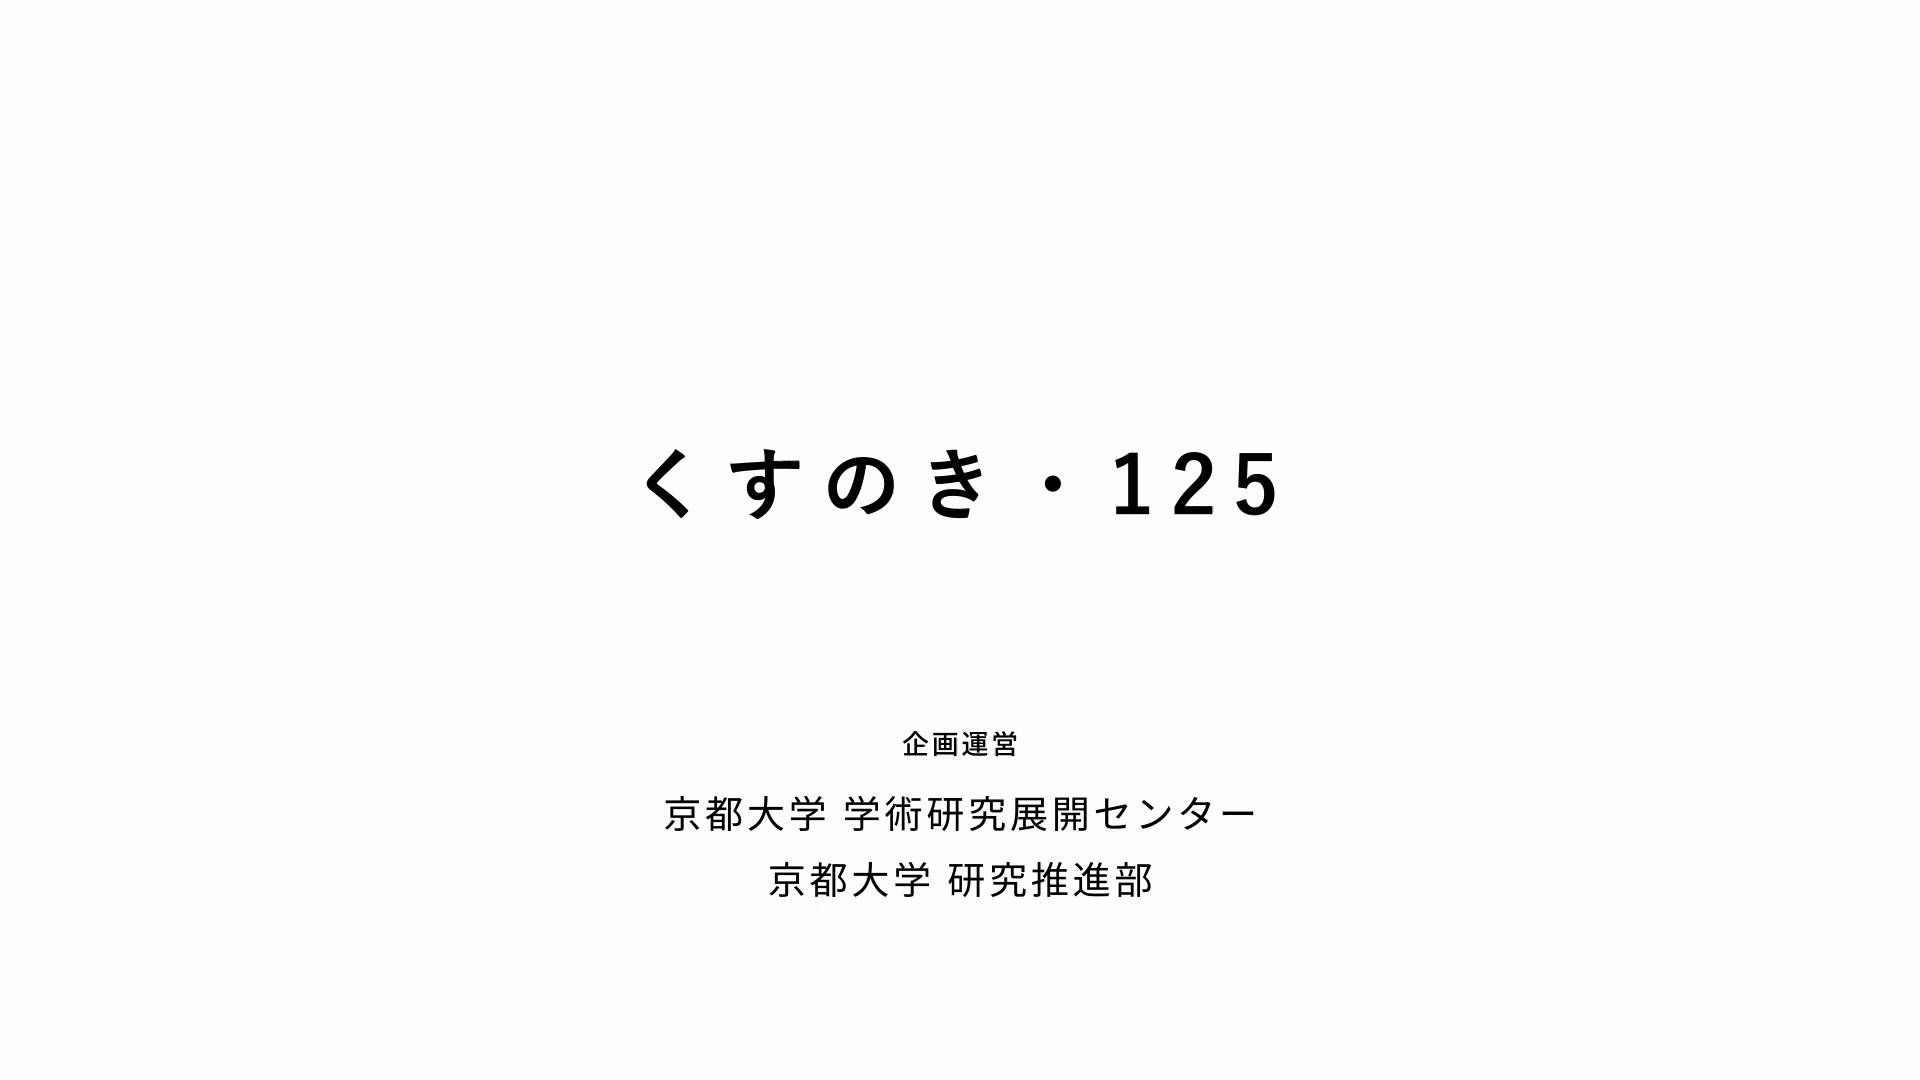 くすのき・125
企画運営
京都大学 学術研究展開センター
京都大学 研究推進部